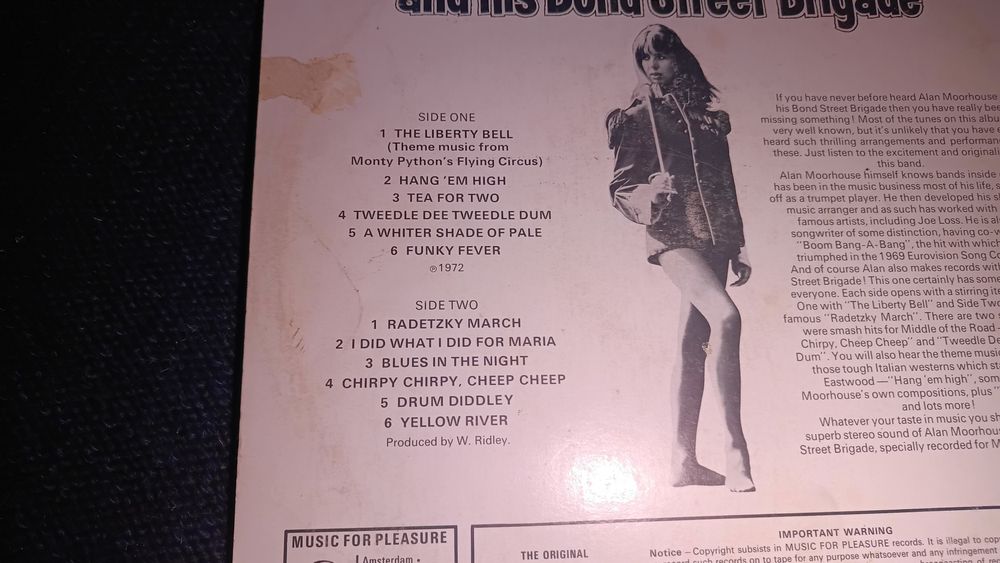 and his Bond Street Brigade
SIDE ONE
1 THE LIBERTY BELL
(Theme music from
Monty Python's Flying Circus)
2 HANG 'EM HIGH
3 TEA FOR TWO
4 TWEEDLE DEE TWEEDLE DUM
5 A WHITER SHADE OF PALE
6 FUNKY FEVER
℗1972
SIDE TWO
1 RADETZKY MARCH
2 I DID WHAT I DID FOR MARIA
3 BLUES IN THE NIGHT
4 CHIRPY CHIRPY, CHEEP CHEEP
5 DRUM DIDDLEY
6 YELLOW RIVER
Produced by W. Ridley.
If you have never before heard Alan Moorhouse
his Bond Street Brigade then you have really bee
missing something! Most of the tunes on this albu
very well known, but it's unlikely that you have e
heard such thrilling arrangements and performan
these. Just listen to the excitement and originali
this band.
Alan Moorhouse himself knows bands inside
has been in the music business most of his life, s
off as a trumpet player. He then developed his s
music arranger and as such has worked with
famous artists, including Joe Loss. He is al
songwriter of some distinction, having co-w
"Boom Bang-A-Bang", the hit with which
triumphed in the 1969 Eurovision Song Co
And of course Alan also makes records wit
Street Brigade! This one certainly has some
everyone. Each side opens with a stirring ite
One with "The Liberty Bell" and Side Two
famous "Radetzky March". There are two
were smash hits for Middle of the Road-
Chirpy, Cheep Cheep" and "Tweedle De
Dum". You will also hear the theme music
those tough Italian westerns which st
Eastwood—"Hang 'em high", som
Moorhouse's own compositions, plus "
and lots more!
Whatever your taste in music you sh
superb stereo sound of Alan Moorhou
Street Brigade, specially recorded for M
MUSIC FOR PLEASURE
Amsterdam •
THE ORIGINAL
IMPORTANT WARNING
Notice – Copyright subsists in MUSIC FOR PLEASURE records. It is illegal to cop
such records on to tape for any purpose whatsoever and any infringement